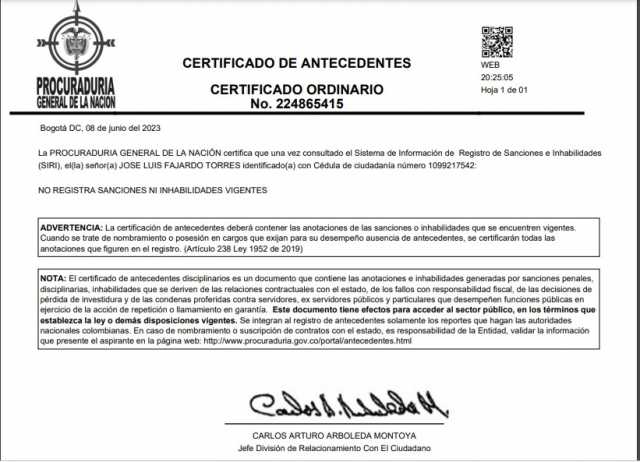 PROCURADURIA
GENERAL DE LA NACION
CERTIFICADO DE ANTECEDENTES
CERTIFICADO ORDINARIO
No. 224865415
WEB
20:25:05
Hoja 1 de 01
Bogotá DC, 08 de junio del 2023
La PROCURADURIA GENERAL DE LA NACIÓN certifica que una vez consultado el Sistema de Información de Registro de Sanciones e Inhabilidades
(SIRI), el(la) señor(a) JOSE LUIS FAJARDO TORRES identificado(a) con Cédula de ciudadanía número 1099217542:
NO REGISTRA SANCIONES NI INHABILIDADES VIGENTES
ADVERTENCIA: La certificación de antecedentes deberá contener las anotaciones de las sanciones o inhabilidades que se encuentren vigentes.
Cuando se trate de nombramiento o posesión en cargos que exijan para su desempeño ausencia de antecedentes, se certificarán todas las
anotaciones que figuren en el registro. (Artículo 238 Ley 1952 de 2019)
NOTA: El certificado de antecedentes disciplinarios es un documento que contiene las anotaciones e inhabilidades generadas por sanciones penales,
disciplinarias, inhabilidades que se deriven de las relaciones contractuales con el estado, de los fallos con responsabilidad fiscal, de las decisiones de
pérdida de investidura y de las condenas proferidas contra servidores, ex servidores públicos y particulares que desempeñen funciones públicas en
ejercicio de la acción de repetición o llamamiento en garantía. Este documento tiene efectos para acceder al sector público, en los términos que
establezca la ley o demás disposiciones vigentes. Se integran al registro de antecedentes solamente los reportes que hagan las autoridades
nacionales colombianas. En caso de nombramiento o suscripción de contratos con el estado, es responsabilidad de la Entidad, validar la información
que presente el aspirante en la página web: http://www.procuraduria.gov.co/portal/antecedentes.html
Carlos A. Arboleda M.
CARLOS ARTURO ARBOLEDA MONTOYA
Jefe División de Relacionamiento Con El Ciudadano